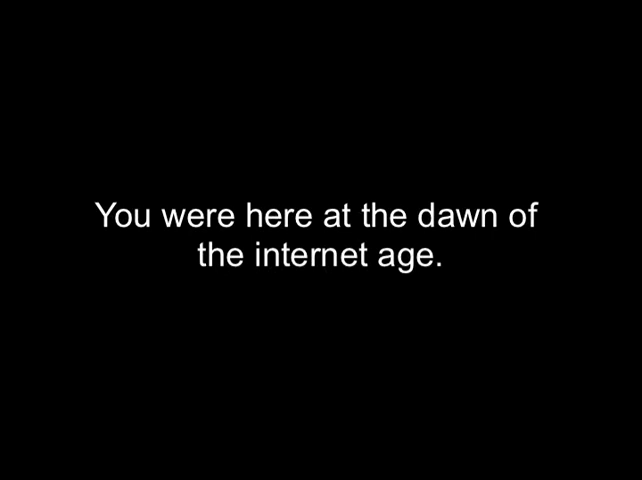 You were here at the dawn of
the internet age.